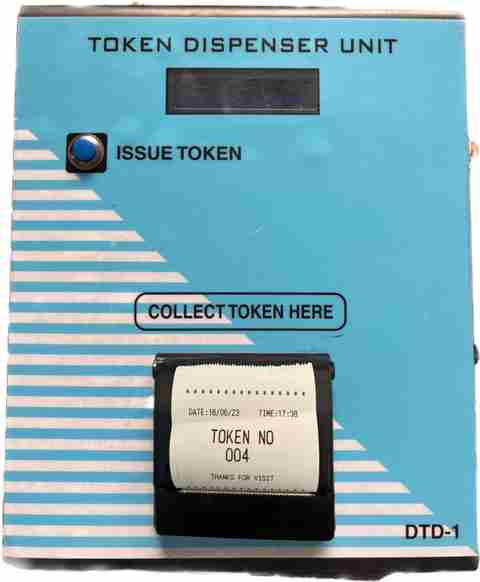 TOKEN DISPENSER UNIT
ISSUE TOKEN
COLLECT TOKEN HERE
****************
DATE:16/06/23 TIME:17:38
TOKEN NO
004
THANKS FOR VISIT
DTD-1